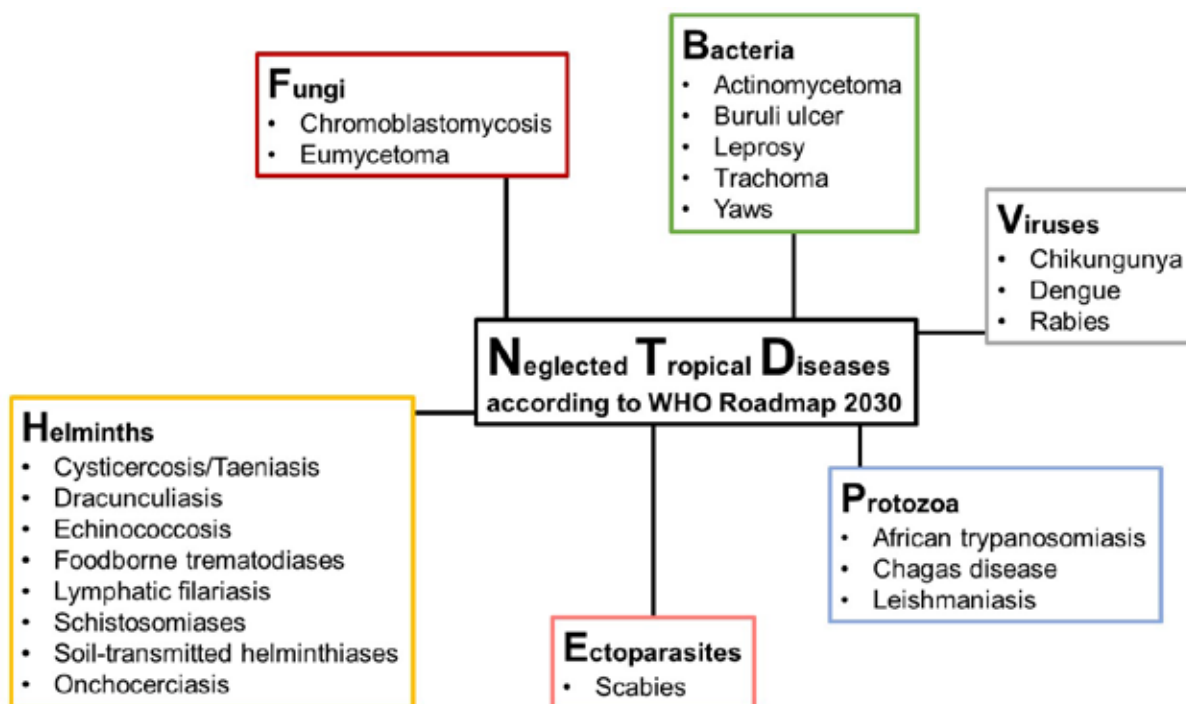 Fungi
• Chromoblastomycosis
• Eumycetoma
Bacteria
• Actinomycetoma
• Buruli ulcer
• Leprosy
• Trachoma
• Yaws
Viruses
• Chikungunya
• Dengue
• Rabies
Neglected Tropical Diseases
according to WHO Roadmap 2030
Helminths
• Cysticercosis/Taeniasis
• Dracunculiasis
• Echinococcosis
• Foodborne trematodiases
• Lymphatic filariasis
• Schistosomiases
• Soil-transmitted helminthiases
• Onchocerciasis
Ectoparasites
• Scabies
Protozoa
• African trypanosomiasis
• Chagas disease
• Leishmaniasis